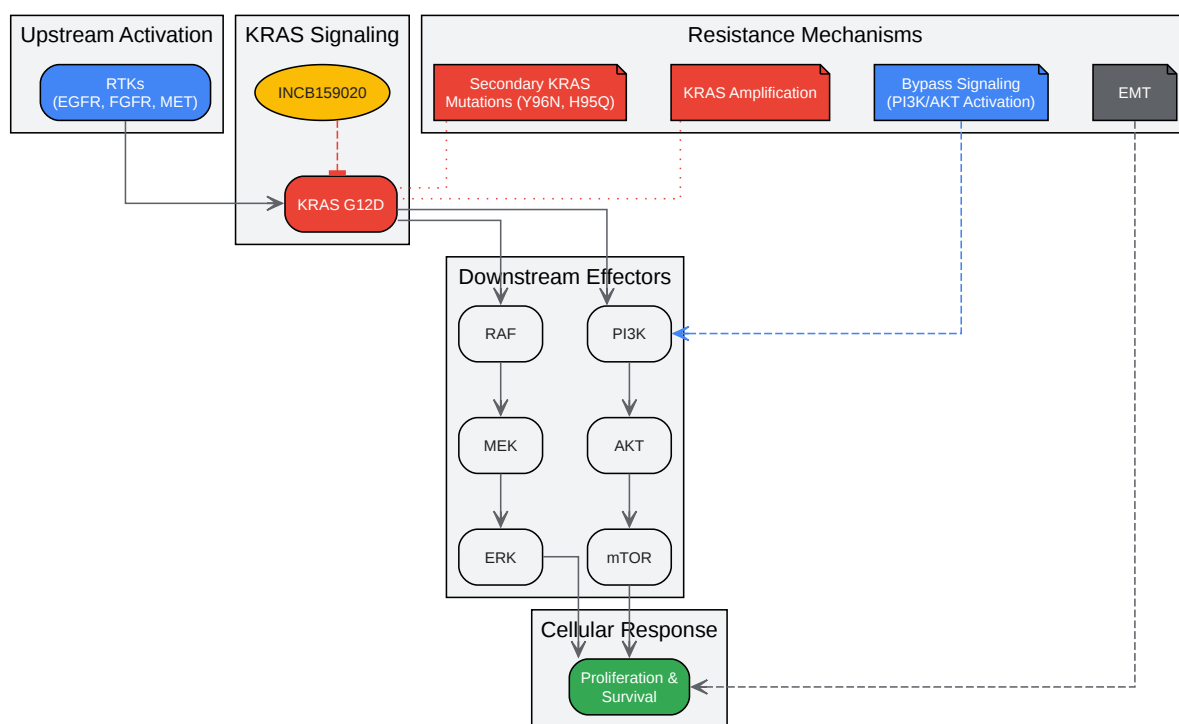 Upstream Activation
RTKs
(EGFR, FGFR, MET)
KRAS Signaling
INCB159020
KRAS G12D
Resistance Mechanisms
Secondary KRAS
Mutations (Y96N, H95Q)
KRAS Amplification
Bypass Signaling
(PI3K/AKT Activation)
EMT
Downstream Effectors
RAF
PI3K
MEK
AKT
ERK
mTOR
Cellular Response
Proliferation &
Survival